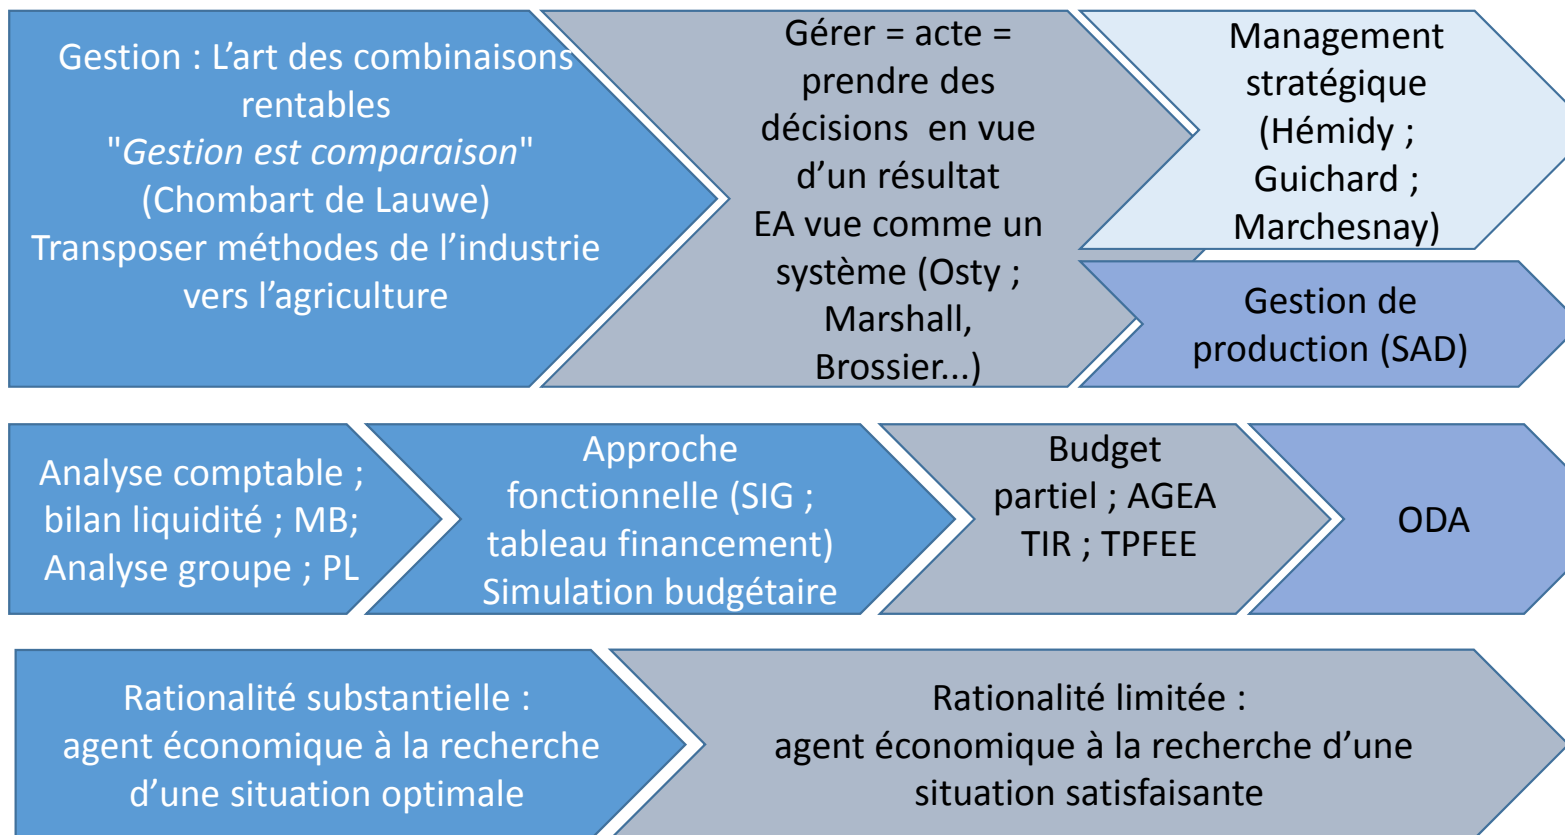 Gestion : L'art des combinaisons
rentables
"Gestion est comparaison"
(Chombart de Lauwe)
Transposer méthodes de l'industrie
vers l'agriculture
Gérer = acte =
prendre des
décisions en vue
d'un résultat
EA vue comme un
système (Osty ;
Marshall,
Brossier...)
Management
stratégique
(Hémidy ;
Guichard ;
Marchesnay)
Gestion de
production (SAD)
Analyse comptable ;
bilan liquidité ; MB;
Analyse groupe ; PL
Approche
fonctionnelle (SIG ;
tableau financement)
Simulation budgétaire
Budget
partiel ; AGEA
TIR ; TPFEE
ODA
Rationalité substantielle :
agent économique à la recherche
d'une situation optimale
Rationalité limitée :
agent économique à la recherche d'une
situation satisfaisante